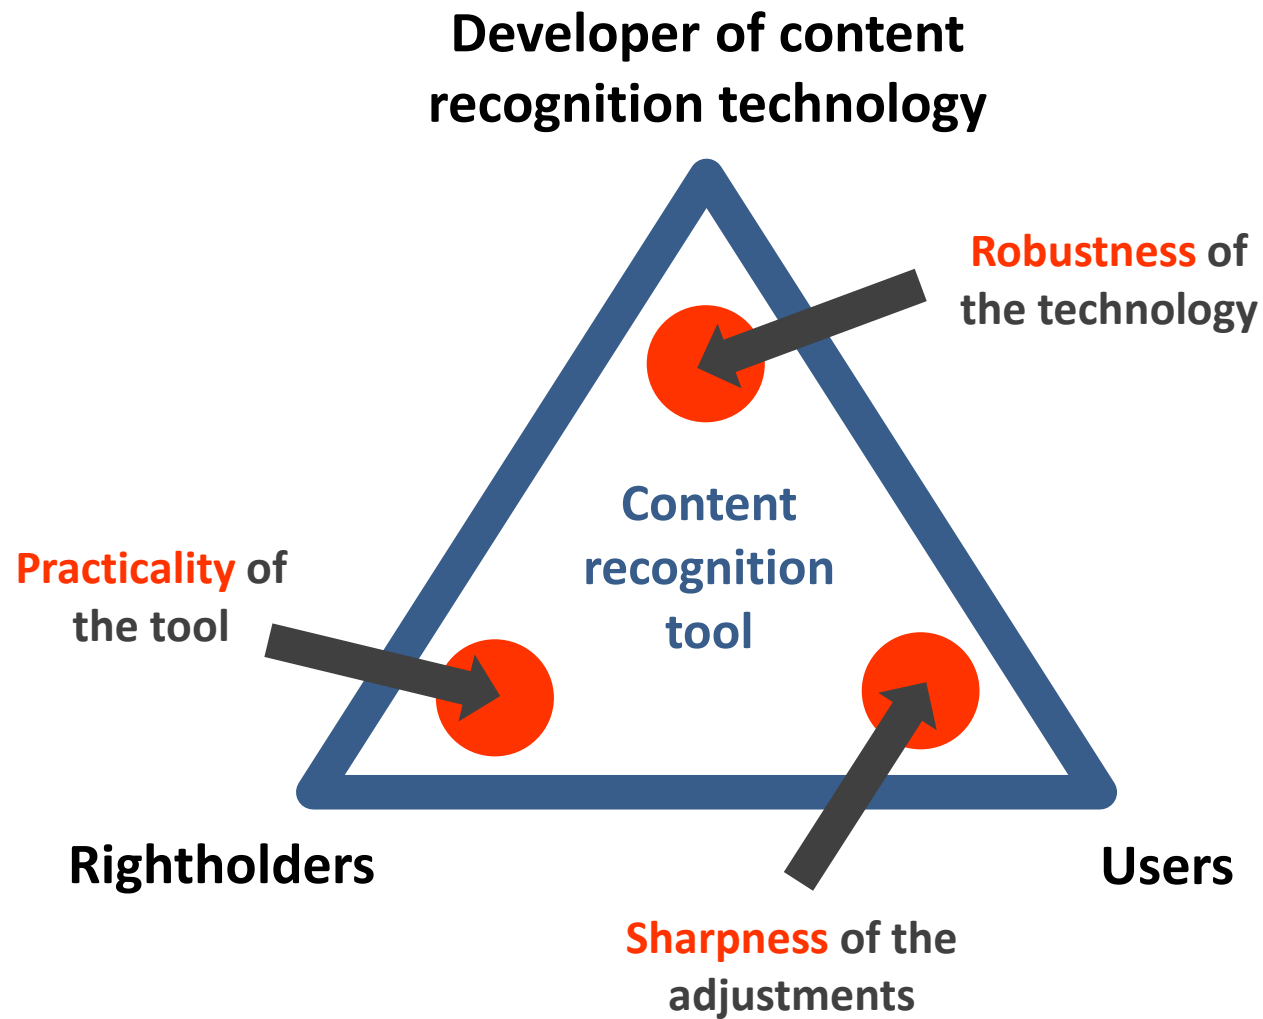 Developer of content
recognition technology
Robustness of
the technology
Content
recognition
tool
Practicality of
the tool
Rightholders
Users
Sharpness of the
adjustments